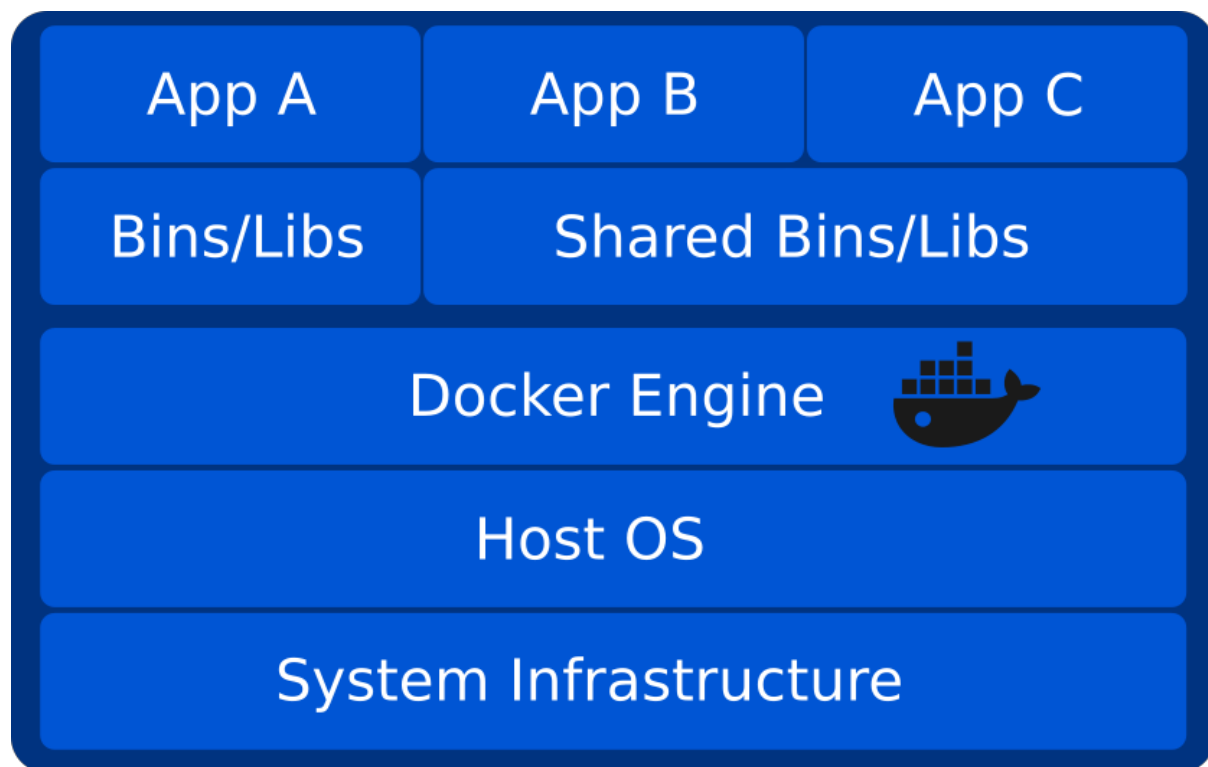 App A
App B
App C
Bins/Libs
Shared Bins/Libs
Docker Engine
Host OS
System Infrastructure